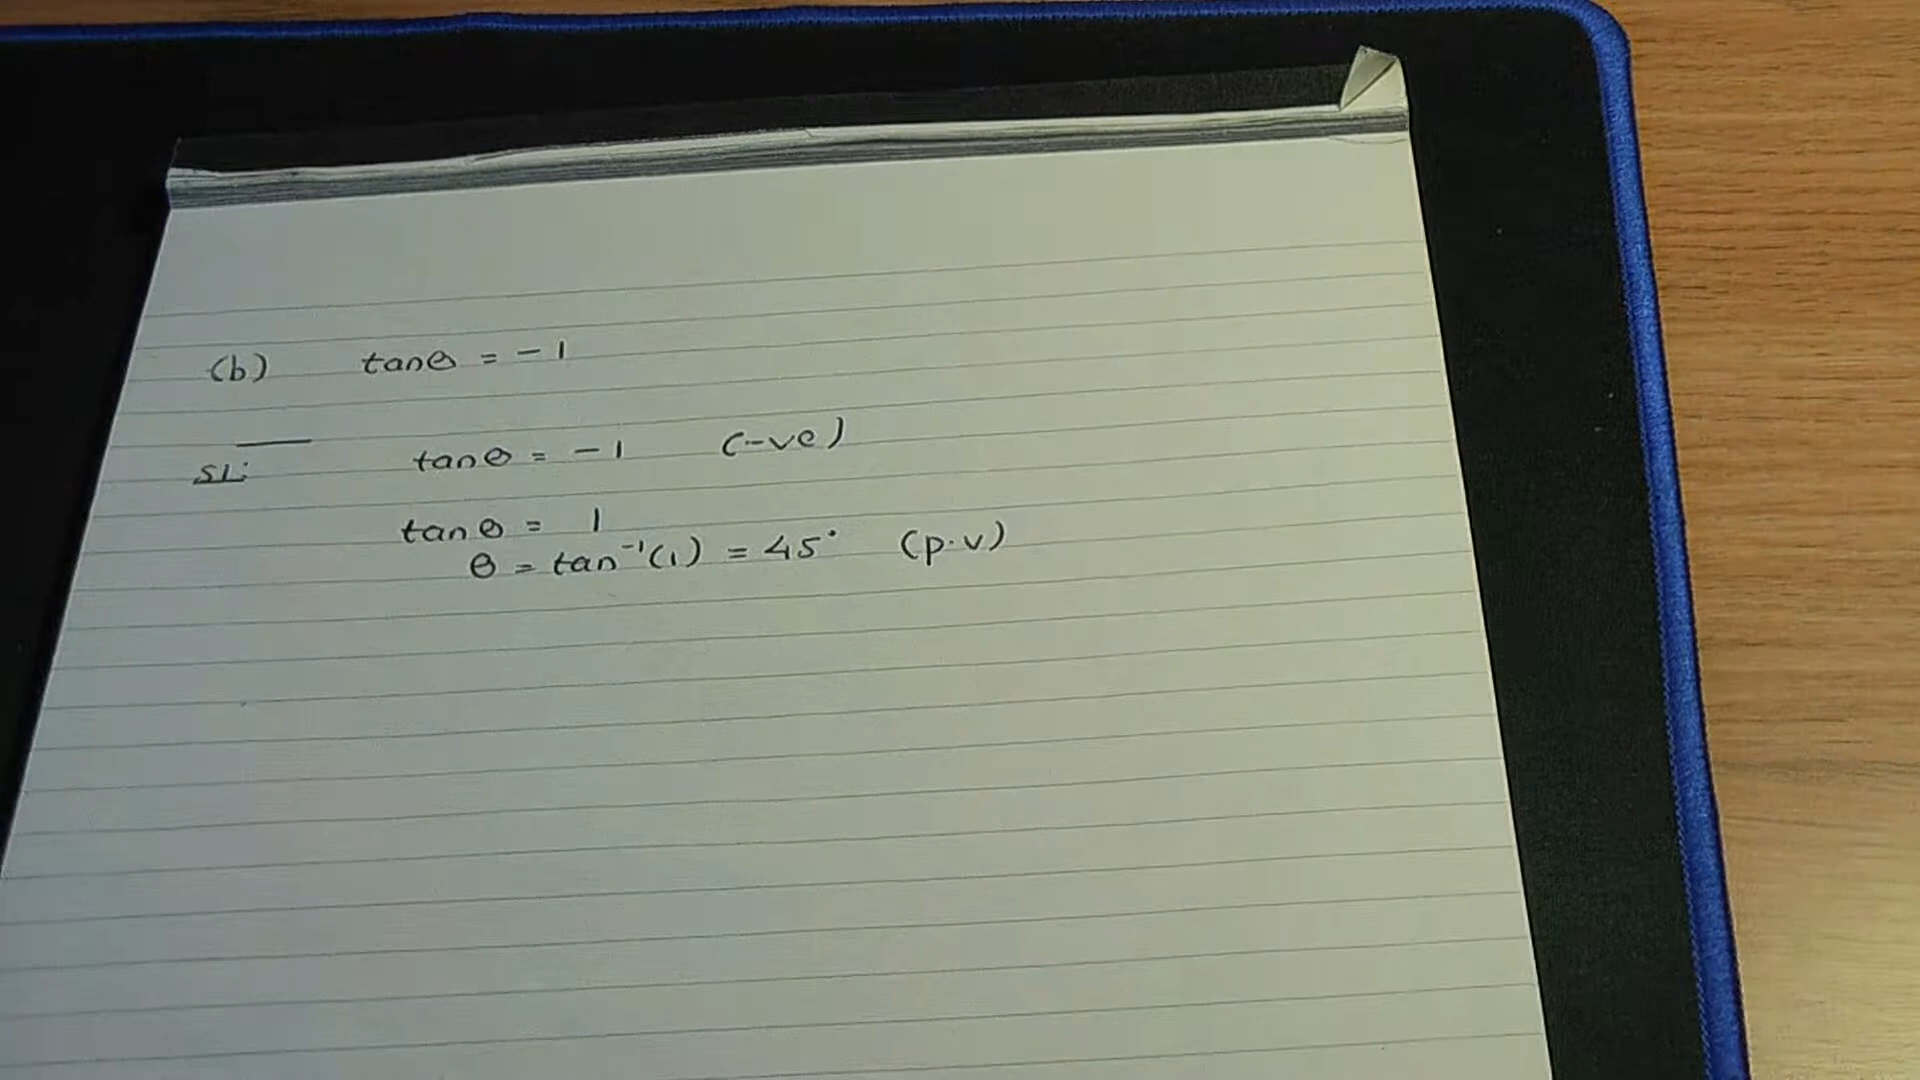 (b) tanθ = -1
SL: tanθ = -1 (-ve)
tanθ = 1
θ = tan⁻¹(1) = 45° (p.v)